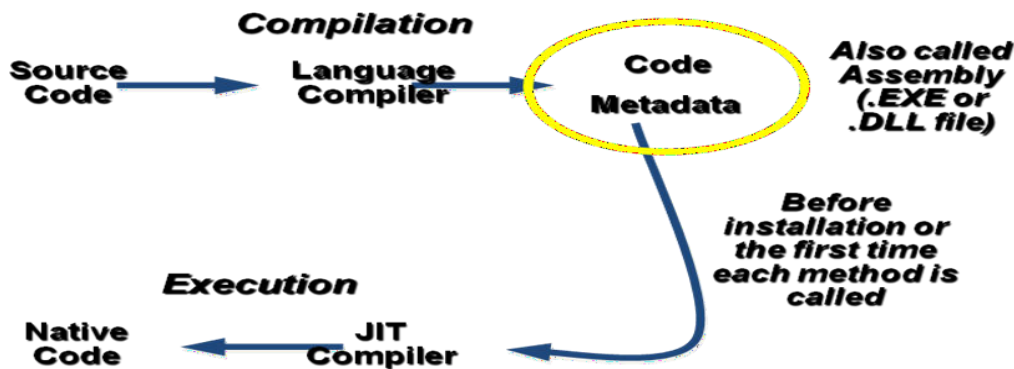 Compilation
Source
Code
Language
Compiler
Code
Metadata
Also called
Assembly
(.EXE or
.DLL file)
Before
installation or
the first time
each method is
called
Execution
Native
Code
JIT
Compiler